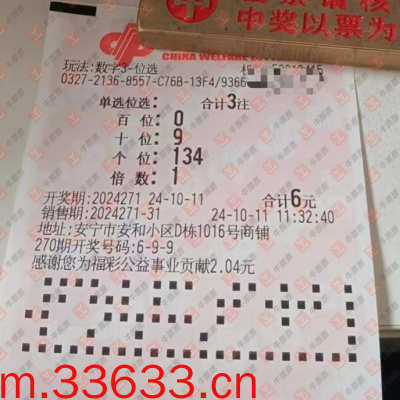 中奖以票为
CHINA WELFARE
玩法:数字3-位选
0327-2136-8557-C76B-13F4/9366
单选位选: 合计3注
百位: 0
十位: 9
个位: 134
倍数: 1
开奖期:2024271 24-10-11 合计6元
销售期:2024271-31 24-10-11 11:32:40
地址:安宁市安和小区D栋1016号商铺
270期开奖号码:6-9-9
感谢您为福彩公益事业贡献2.04元
m.33633.cn